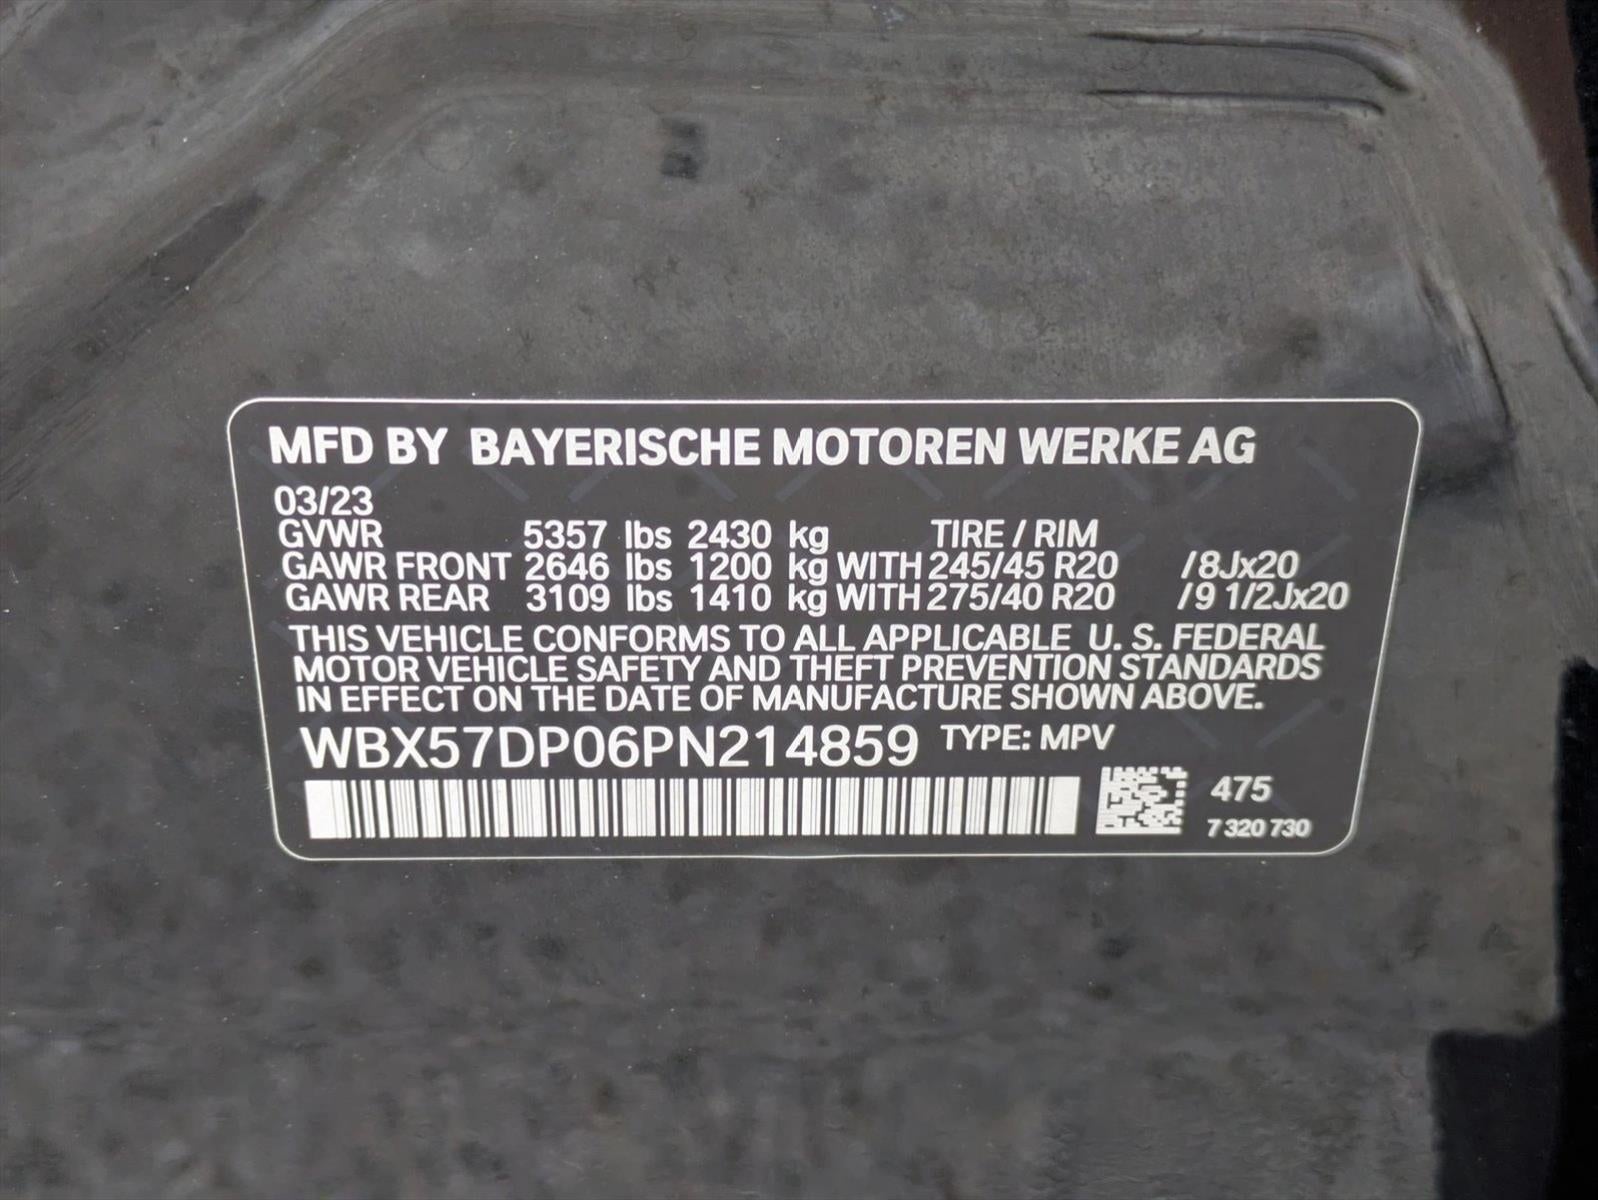 MFD BY BAYERISCHE MOTOREN WERKE AG
03/23
GVWR 5357 lbs 2430 kg TIRE / RIM
GAWR FRONT 2646 lbs 1200 kg WITH 245/45 R20 /8Jx20
GAWR REAR 3109 lbs 1410 kg WITH 275/40 R20 /9 1/2Jx20
THIS VEHICLE CONFORMS TO ALL APPLICABLE U. S. FEDERAL
MOTOR VEHICLE SAFETY AND THEFT PREVENTION STANDARDS
IN EFFECT ON THE DATE OF MANUFACTURE SHOWN ABOVE.
WBX57DP06PN214859 TYPE: MPV
475
7 320 730